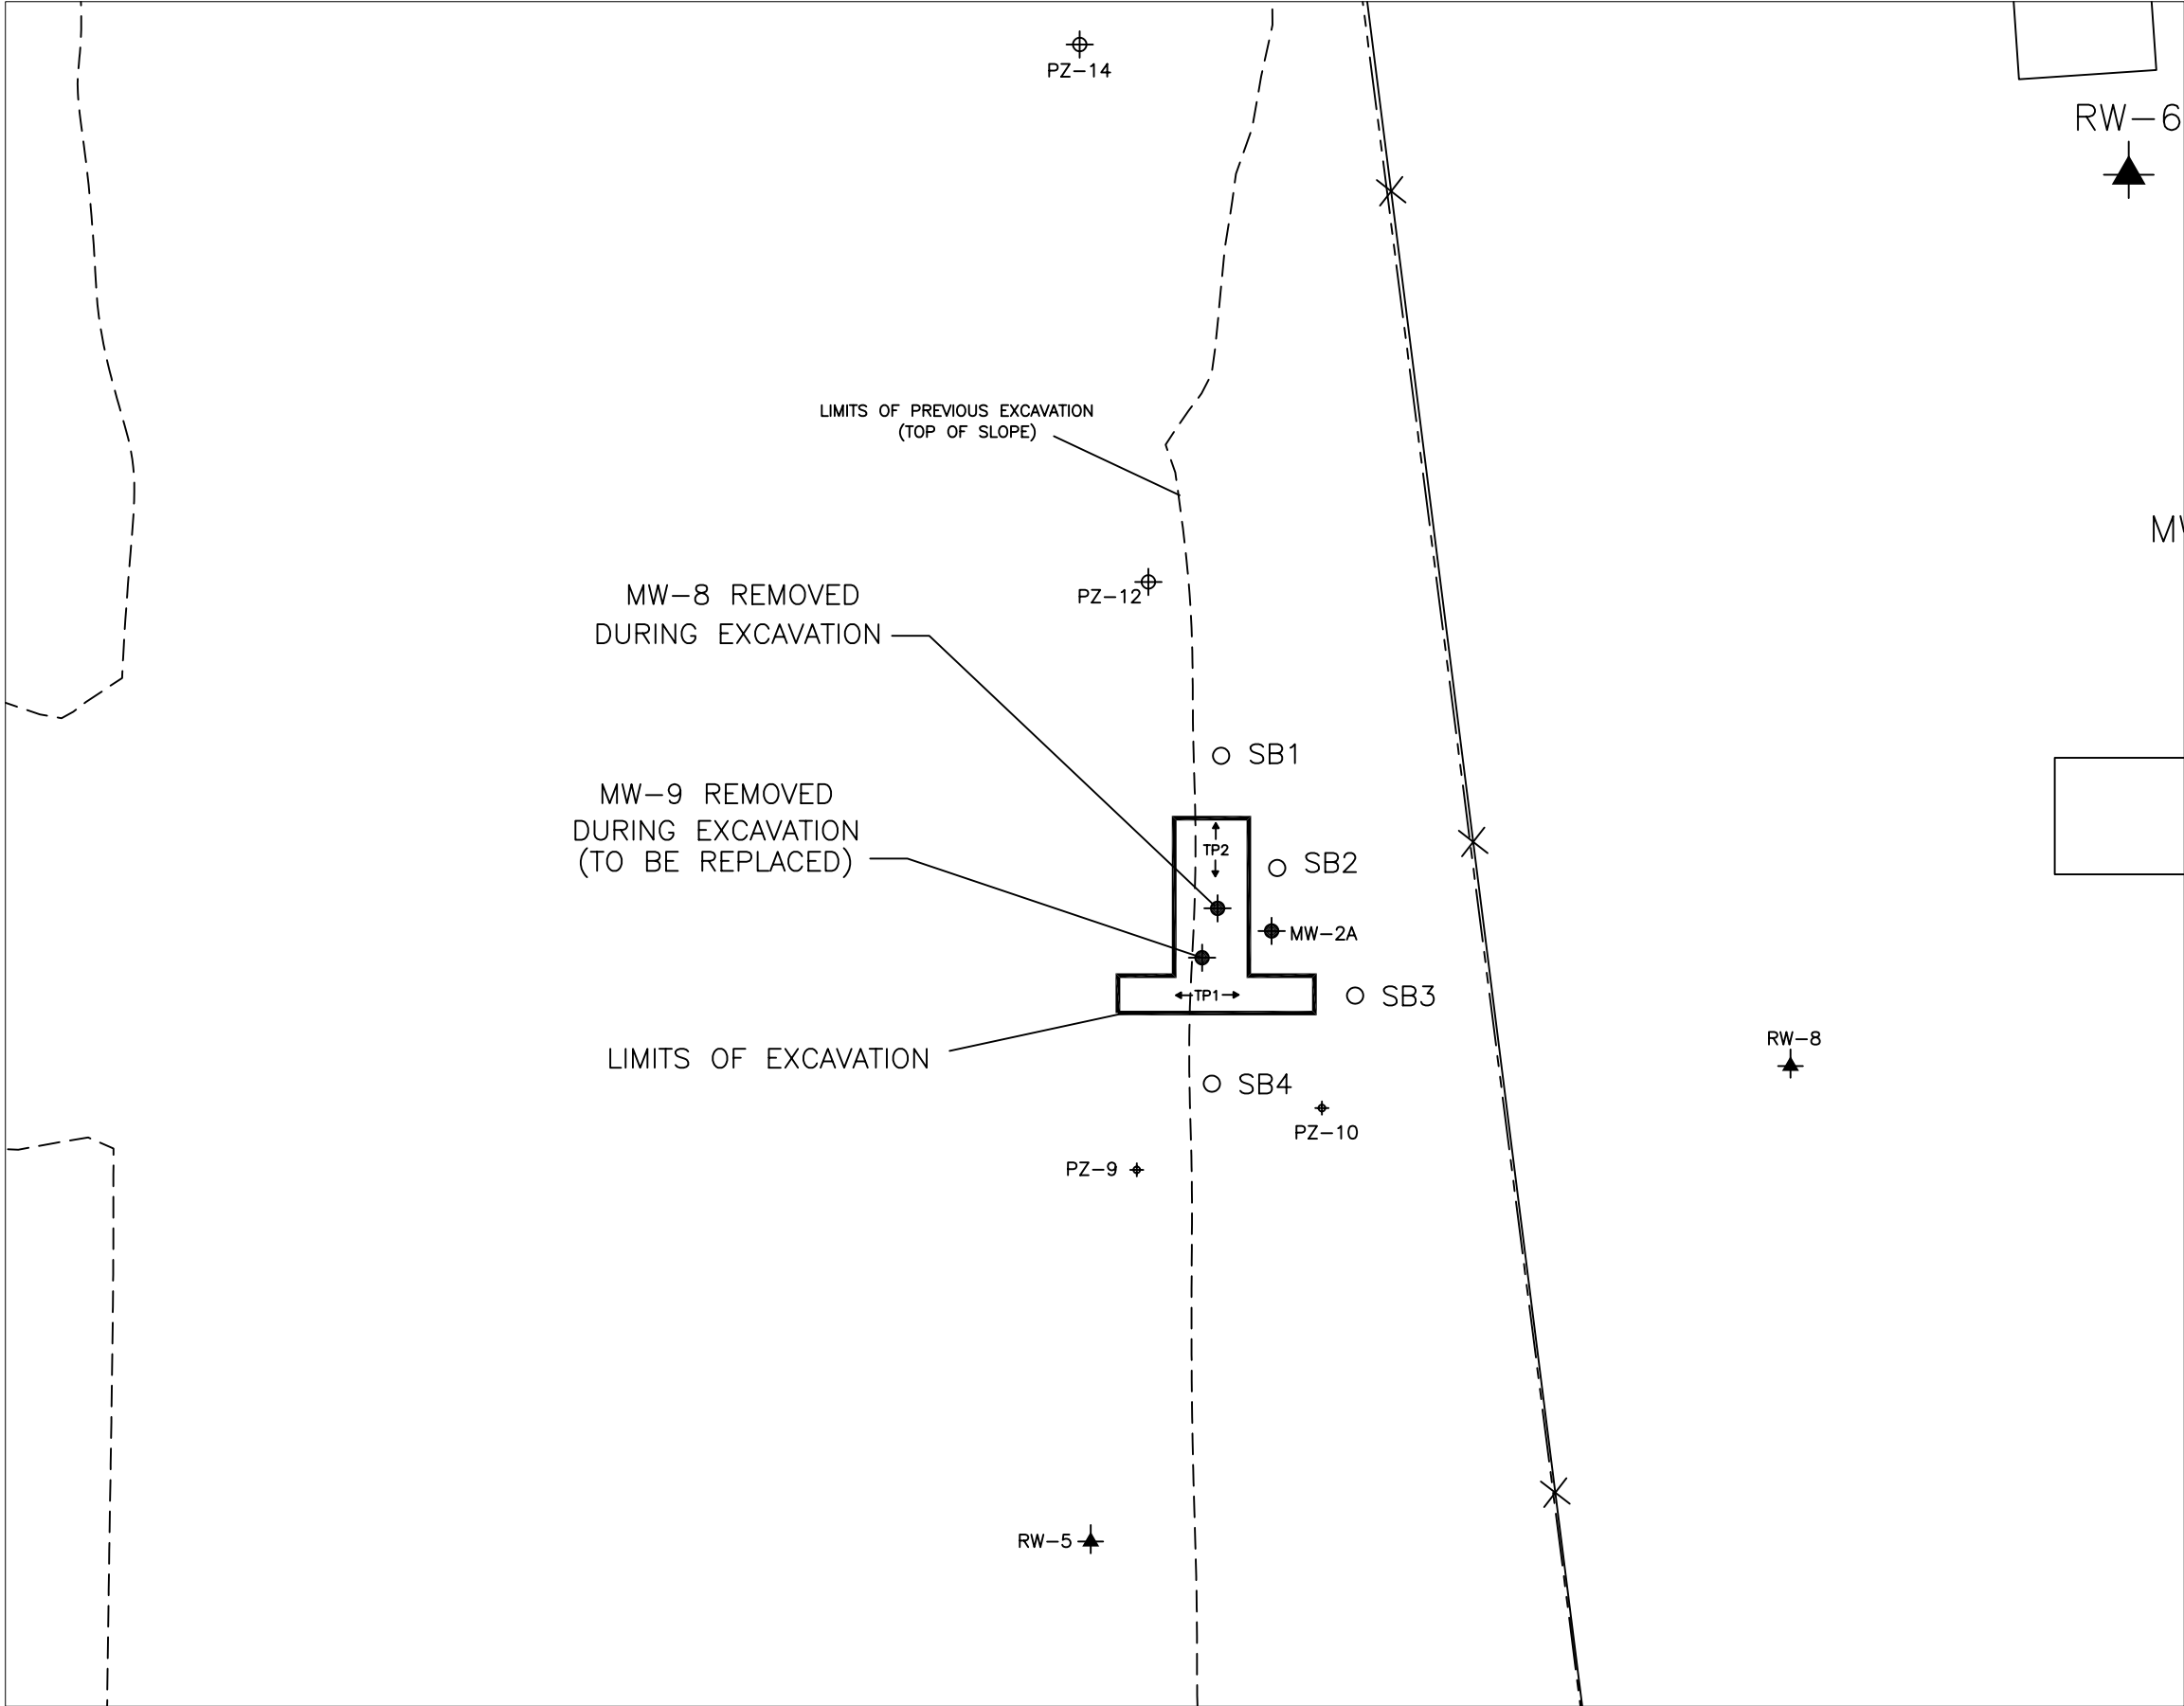 PZ-14
RW-6
LIMITS OF PREVIOUS EXCAVATION
(TOP OF SLOPE)
MW-8 REMOVED
DURING EXCAVATION
PZ-12
SB1
MW-9 REMOVED
DURING EXCAVATION
(TO BE REPLACED)
TP2
SB2
MW-2A
TP1
SB3
LIMITS OF EXCAVATION
RW-8
SB4
PZ-10
PZ-9
RW-5